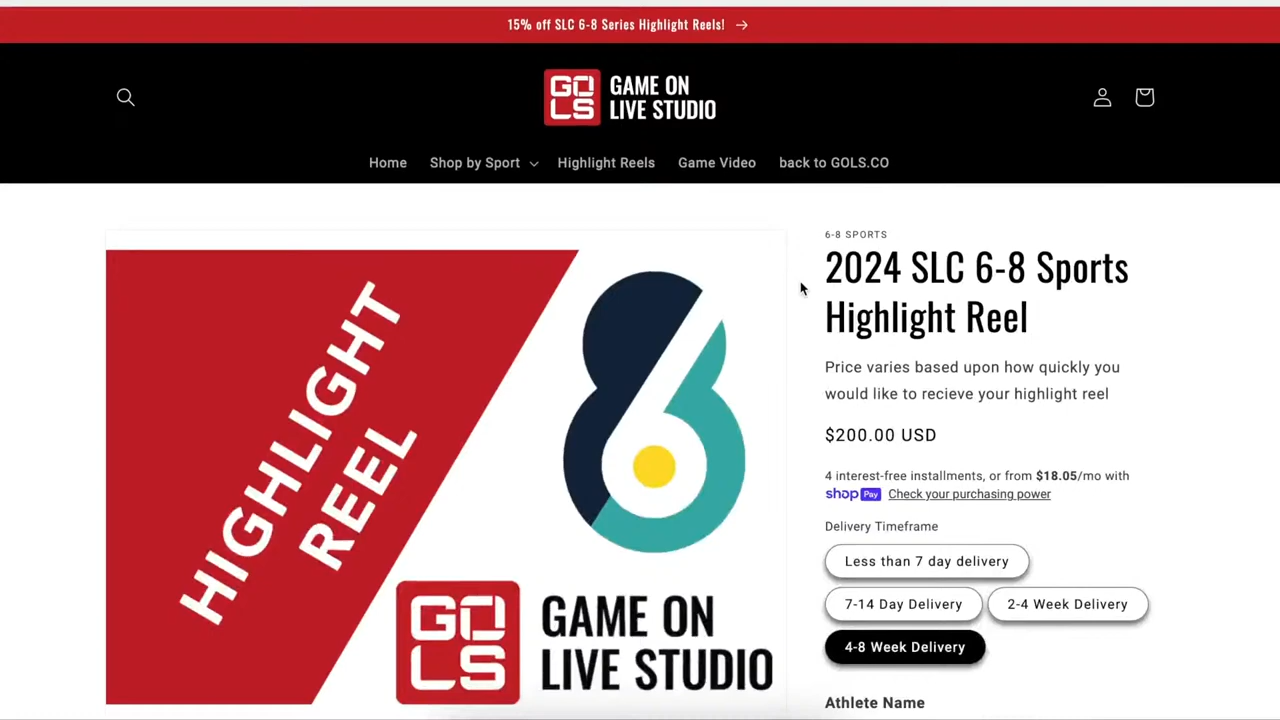 15% off SLC 6-8 Series Highlight Reels!
GO
LS
GAME ON
LIVE STUDIO
Home
Shop by Sport
Highlight Reels
Game Video
back to GOLS.CO
HIGHLIGHT
REEL
GO
LS
GAME ON
LIVE STUDIO
6-8 SPORTS
2024 SLC 6-8 Sports
Highlight Reel
Price varies based upon how quickly you
would like to recieve your highlight reel
$200.00 USD
4 interest-free installments, or from $18.05/mo with
shop Pay Check your purchasing power
Delivery Timeframe
Less than 7 day delivery
7-14 Day Delivery
2-4 Week Delivery
4-8 Week Delivery
Athlete Name